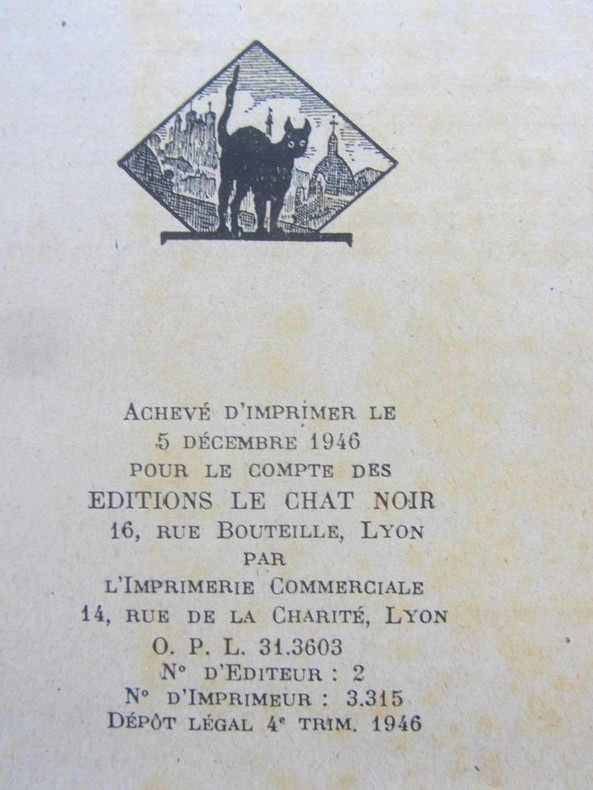 ACHEVÉ D'IMPRIMER LE
5 DÉCEMBRE 1946
POUR LE COMPTE DES
EDITIONS LE CHAT NOIR
16, RUE BOUTEILLE, LYON
PAR
L'IMPRIMERIE COMMERCIALE
14, RUE DE LA CHARITÉ, LYON
O. P. L. 31.3603
N° D'EDITEUR : 2
N° D'IMPRIMEUR : 3.315
DÉPÔT LÉGAL 4e TRIM. 1946